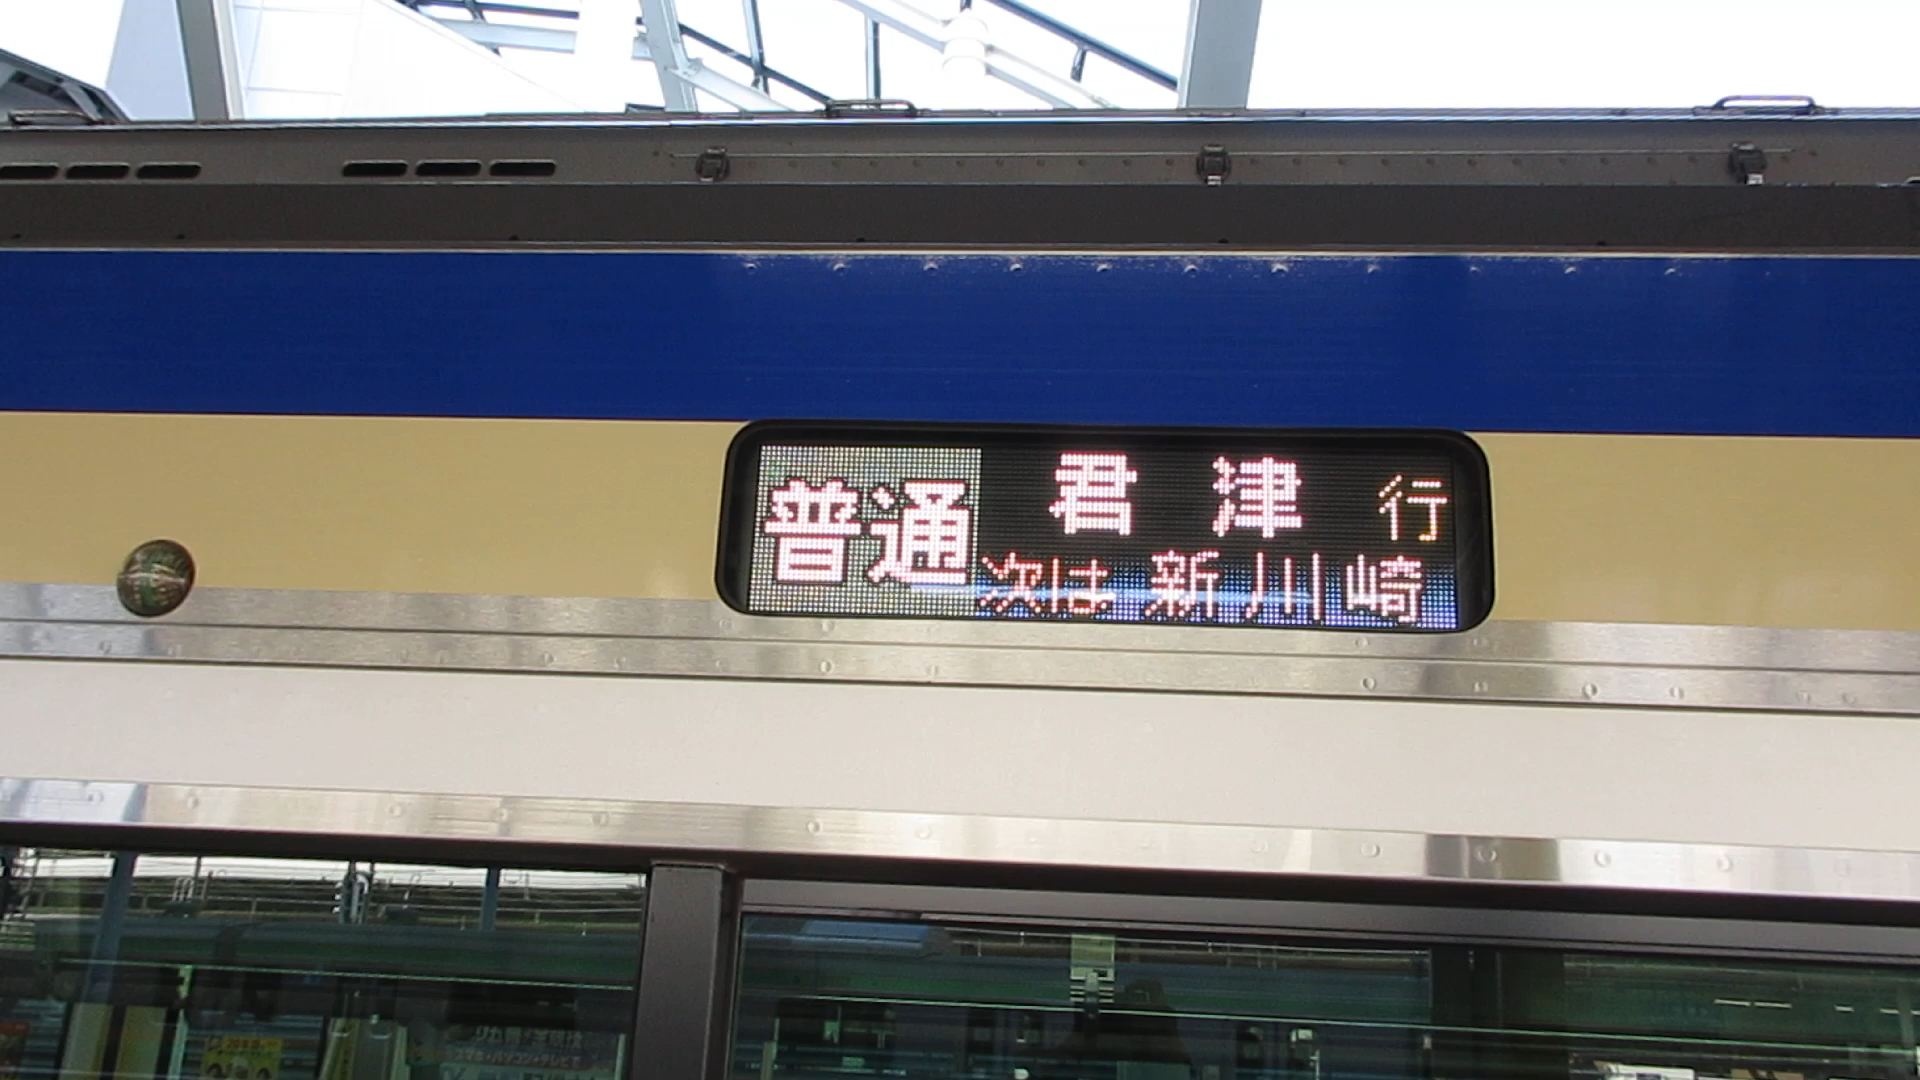 普通 君津 行
次は 新川崎